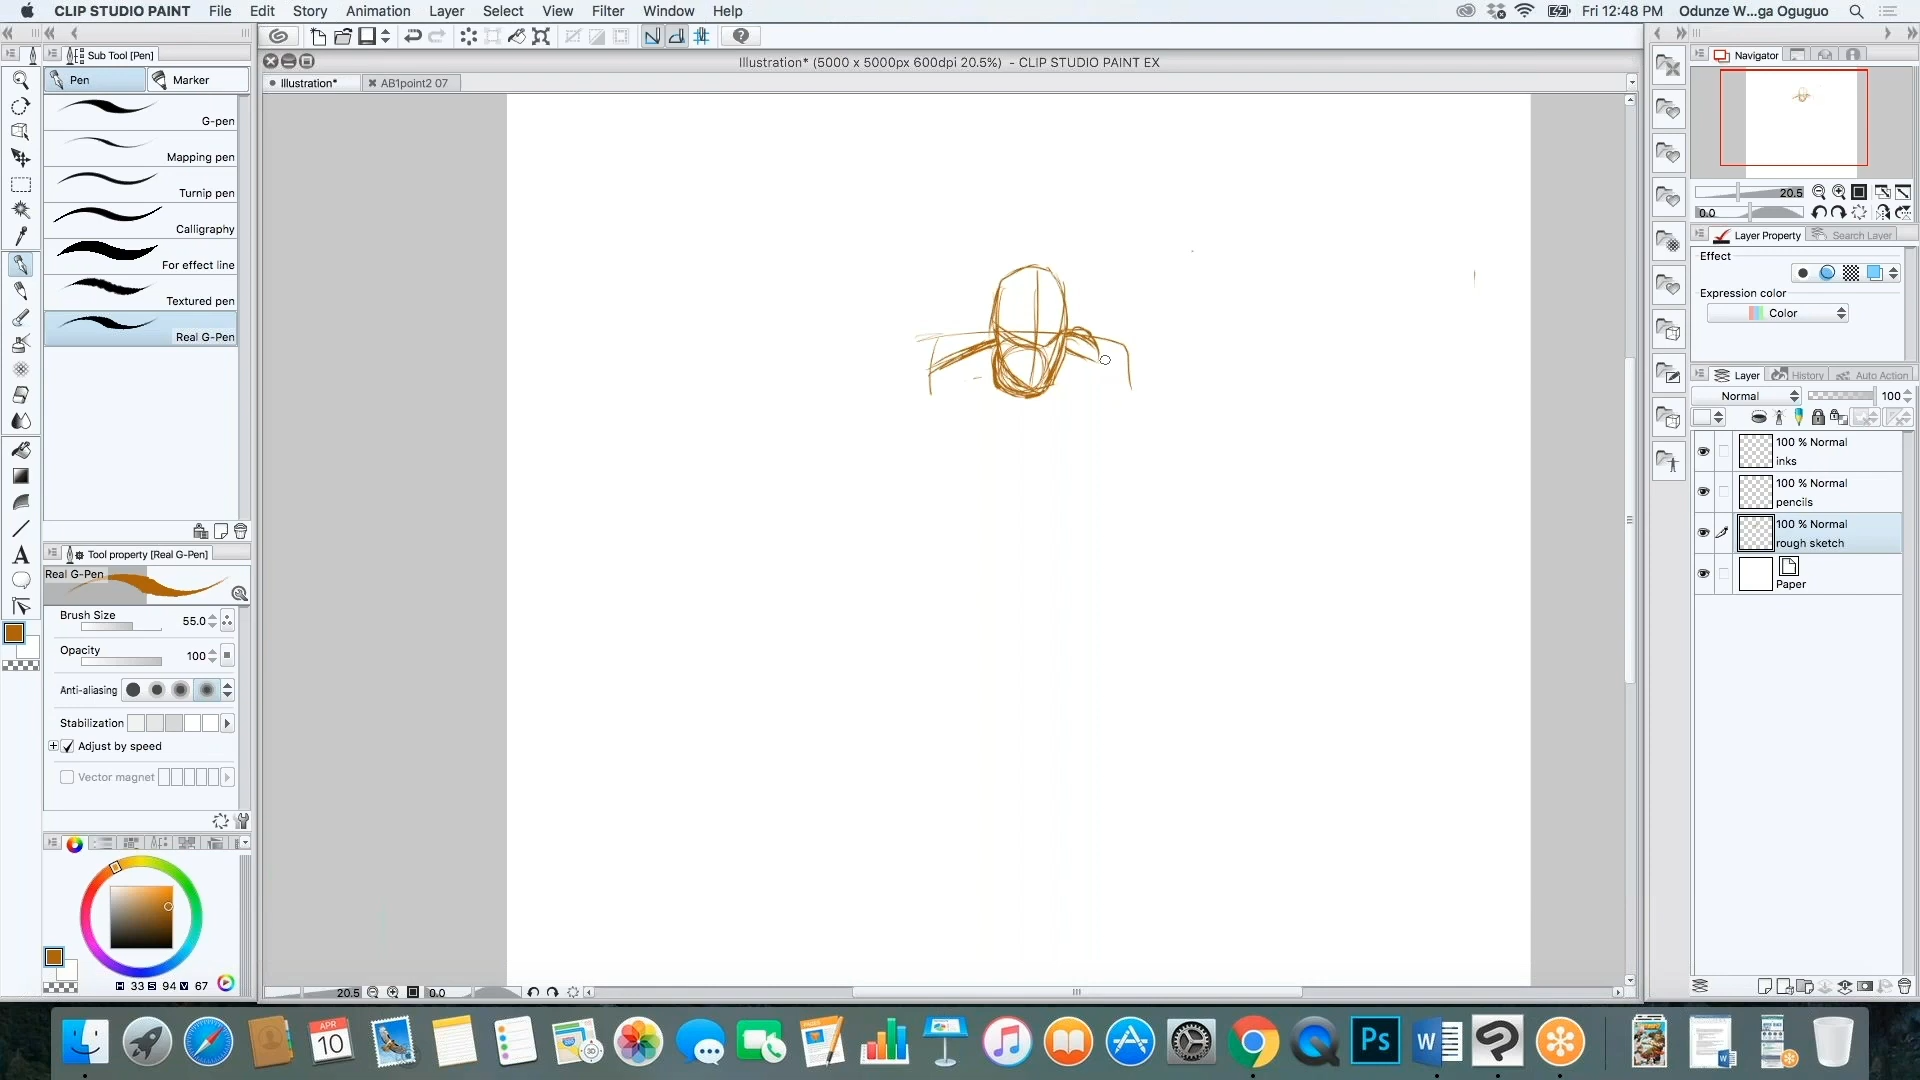 CLIP STUDIO PAINT File Edit Story Animation Layer Select View Filter Window Help Fri 12:48 PM Odunze W...ga Oguguo
Sub Tool [Pen]
Pen Marker
G-pen
Mapping pen
Turnip pen
Calligraphy
For effect line
Textured pen
Real G-Pen
Tool property [Real G-Pen]
Real G-Pen
Brush Size 55.0
Opacity 100
Anti-aliasing
Stabilization
Adjust by speed
Vector magnet
H 33 S 94 V 67
Illustration* (5000 x 5000px 600dpi 20.5%) - CLIP STUDIO PAINT EX
Illustration* AB1point2 07
20.5 0.0
Navigator
20.5
0.0
Layer Property Search Layer
Effect
Expression color
Color
Layer History Auto Action
Normal 100
100 % Normal
inks
100 % Normal
pencils
100 % Normal
rough sketch
Paper
APR
10
PAGES
Ps
W